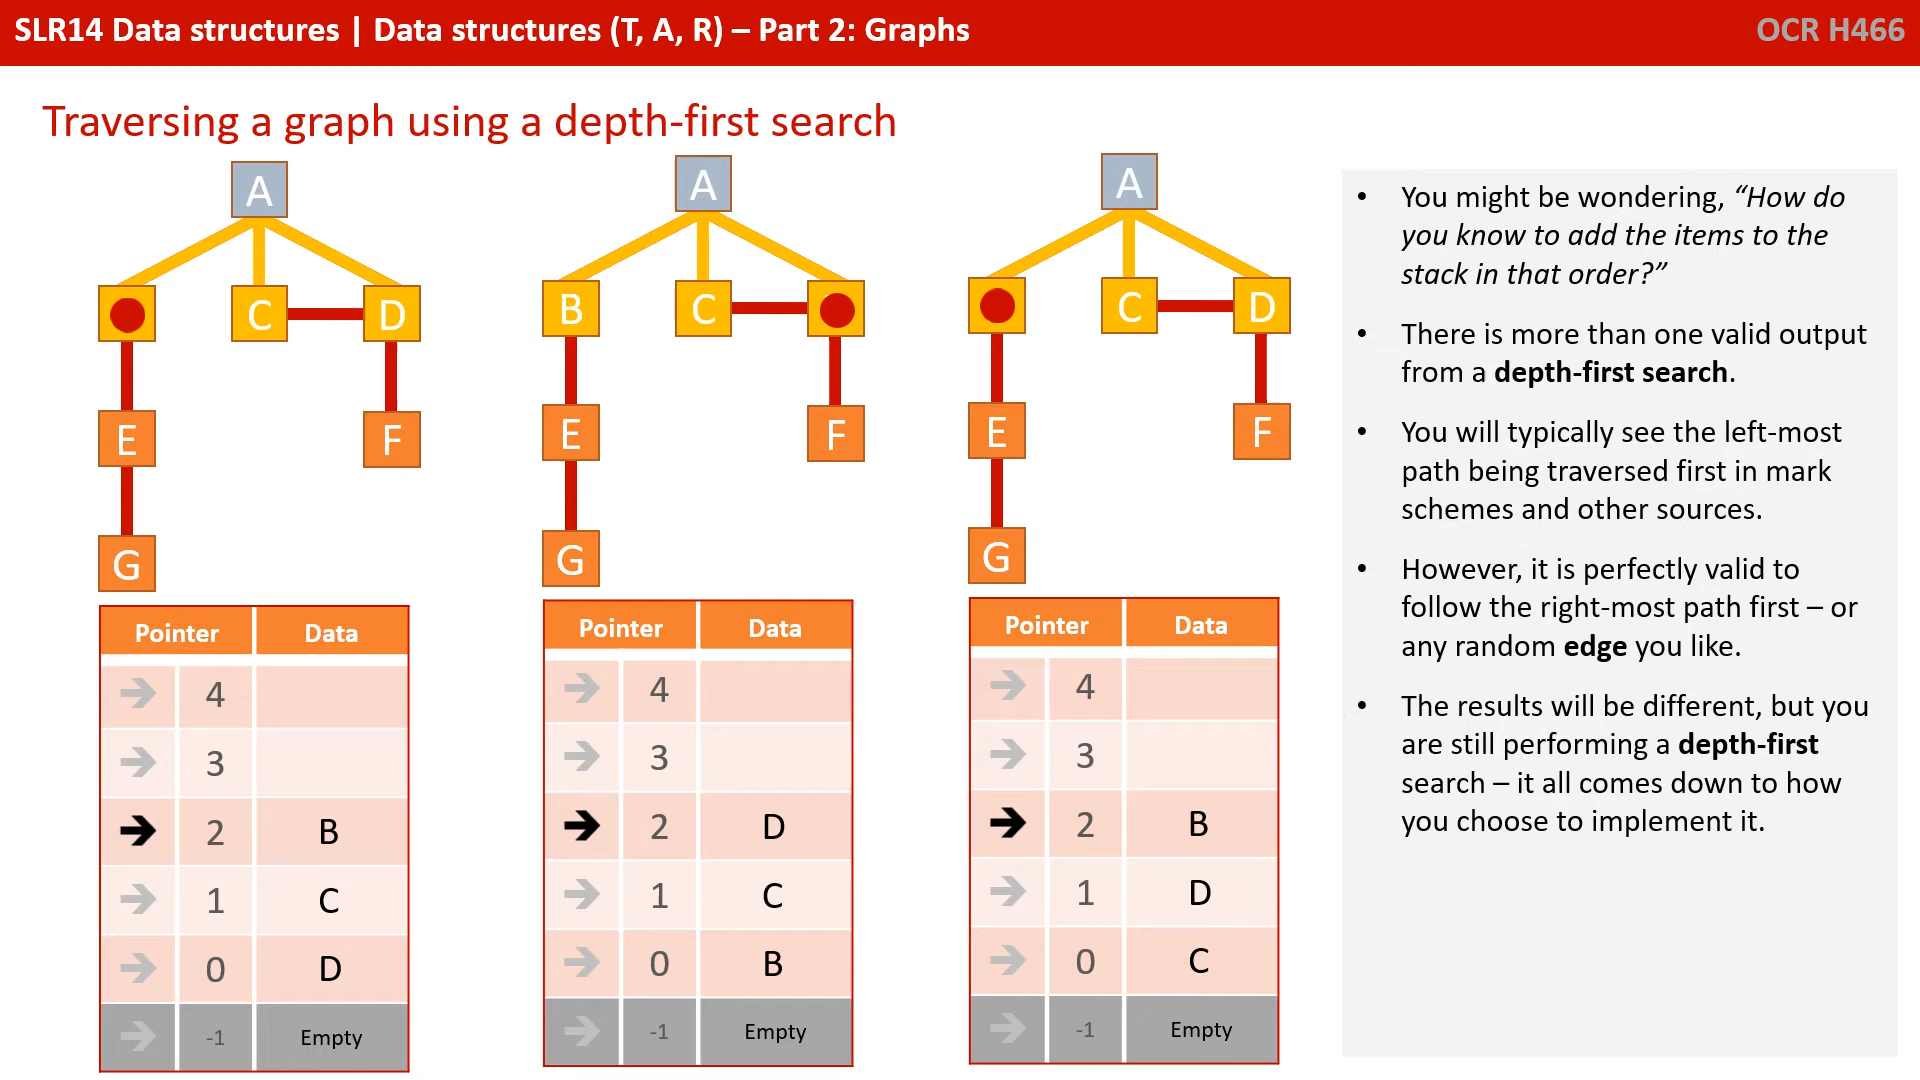 SLR14 Data structures | Data structures (T, A, R) – Part 2: Graphs
OCR H466
Traversing a graph using a depth-first search
A
C D
E F
G
Pointer Data
4
3
2 B
1 C
0 D
-1 Empty
A
B C
E F
G
Pointer Data
4
3
2 D
1 C
0 B
-1 Empty
A
C D
E F
G
Pointer Data
4
3
2 B
1 D
0 C
-1 Empty
• You might be wondering, “How do
you know to add the items to the
stack in that order?”
• There is more than one valid output
from a depth-first search.
• You will typically see the left-most
path being traversed first in mark
schemes and other sources.
• However, it is perfectly valid to
follow the right-most path first – or
any random edge you like.
• The results will be different, but you
are still performing a depth-first
search – it all comes down to how
you choose to implement it.